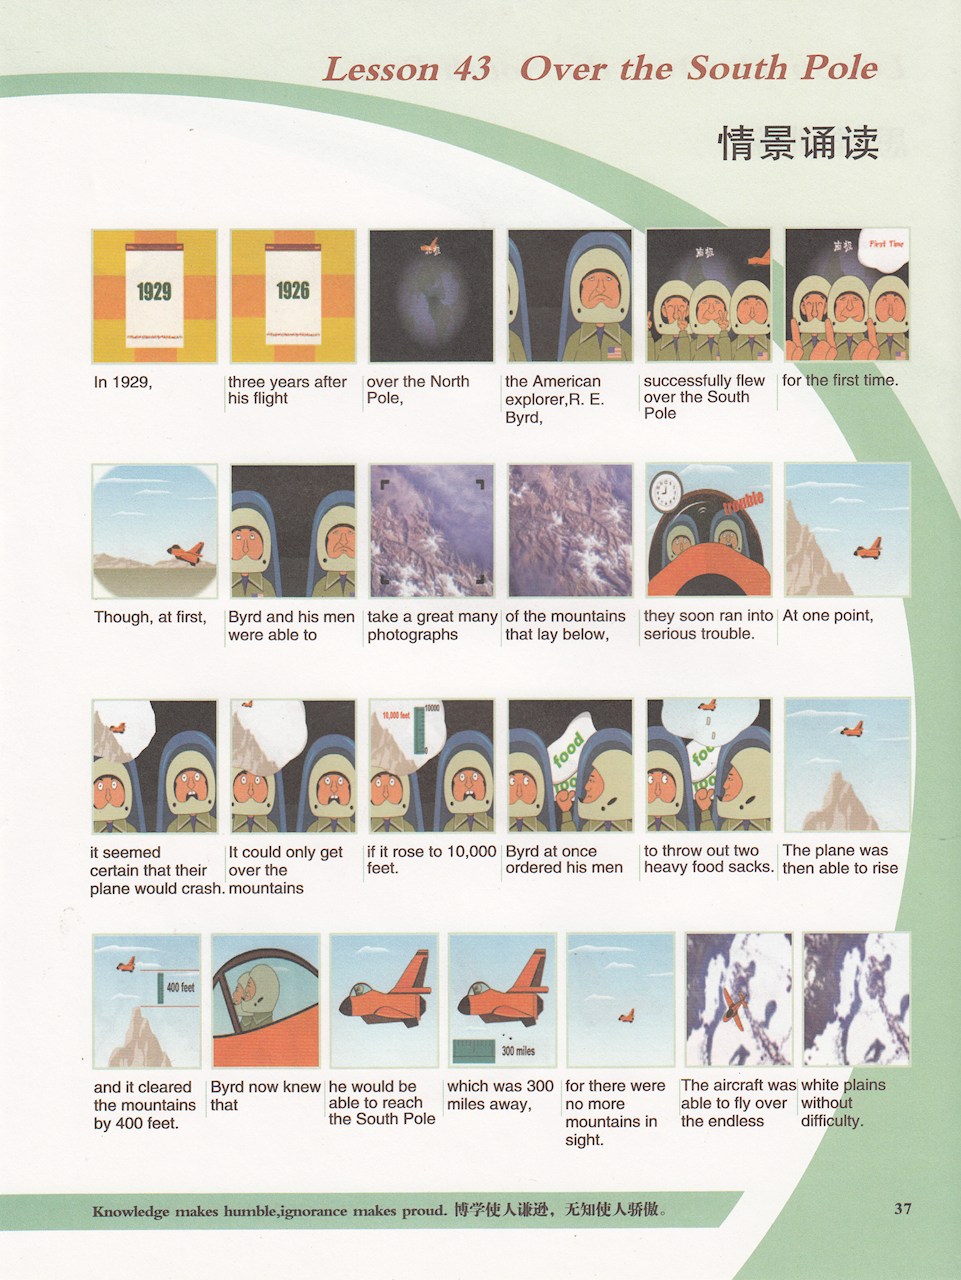 Lesson 43 Over the South Pole
情景诵读
1929
1926
First Time
In 1929,
three years after
his flight
over the North
Pole,
the American
explorer,R. E.
Byrd,
successfully flew
over the South
Pole
for the first time.
trouble
Though, at first,
Byrd and his men
were able to
take a great many
photographs
of the mountains
that lay below,
they soon ran into
serious trouble.
At one point,
10,000 feet
10000
0
food
food
it seemed
certain that their
plane would crash.
It could only get
over the
mountains
if it rose to 10,000
feet.
Byrd at once
ordered his men
to throw out two
heavy food sacks.
The plane was
then able to rise
400 feet
300 miles
and it cleared
the mountains
by 400 feet.
Byrd now knew
that
he would be
able to reach
the South Pole
which was 300
miles away,
for there were
no more
mountains in
sight.
The aircraft was
able to fly over
the endless
white plains
without
difficulty.
Knowledge makes humble,ignorance makes proud. 博学使人谦逊，无知使人骄傲。
37